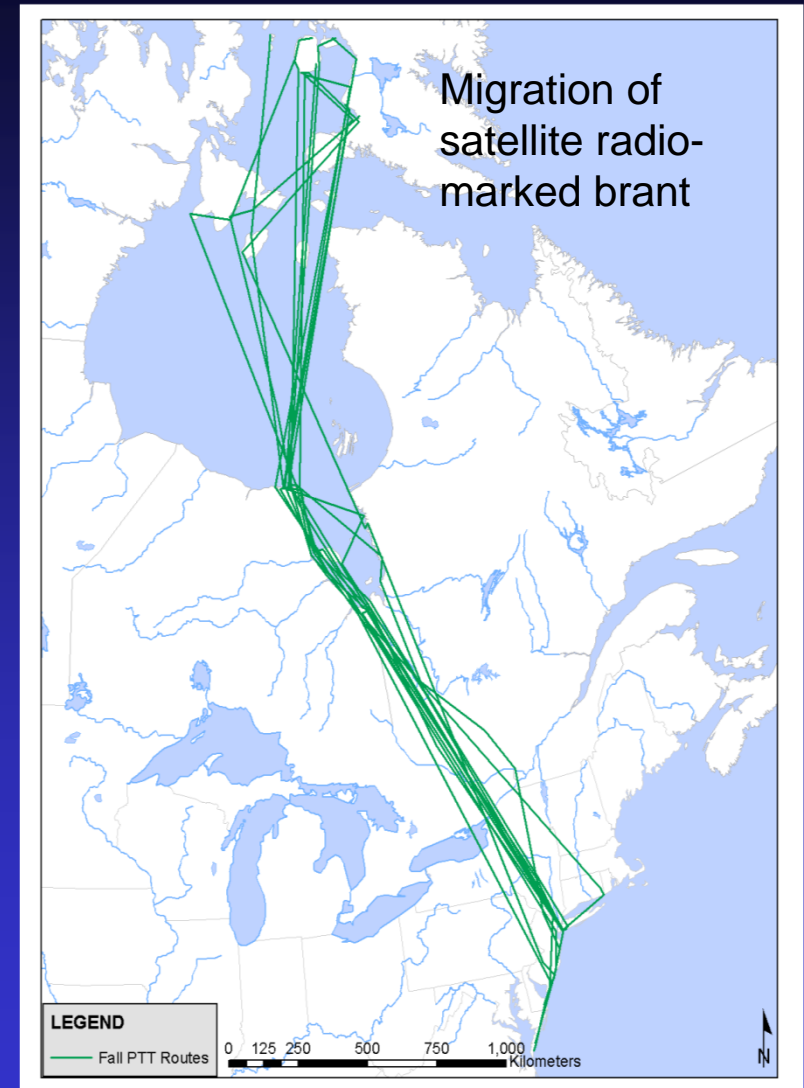 Migration of
satellite radio-
marked brant
LEGEND
Fall PTT Routes
0 125 250 500 750 1,000
Kilometers
N